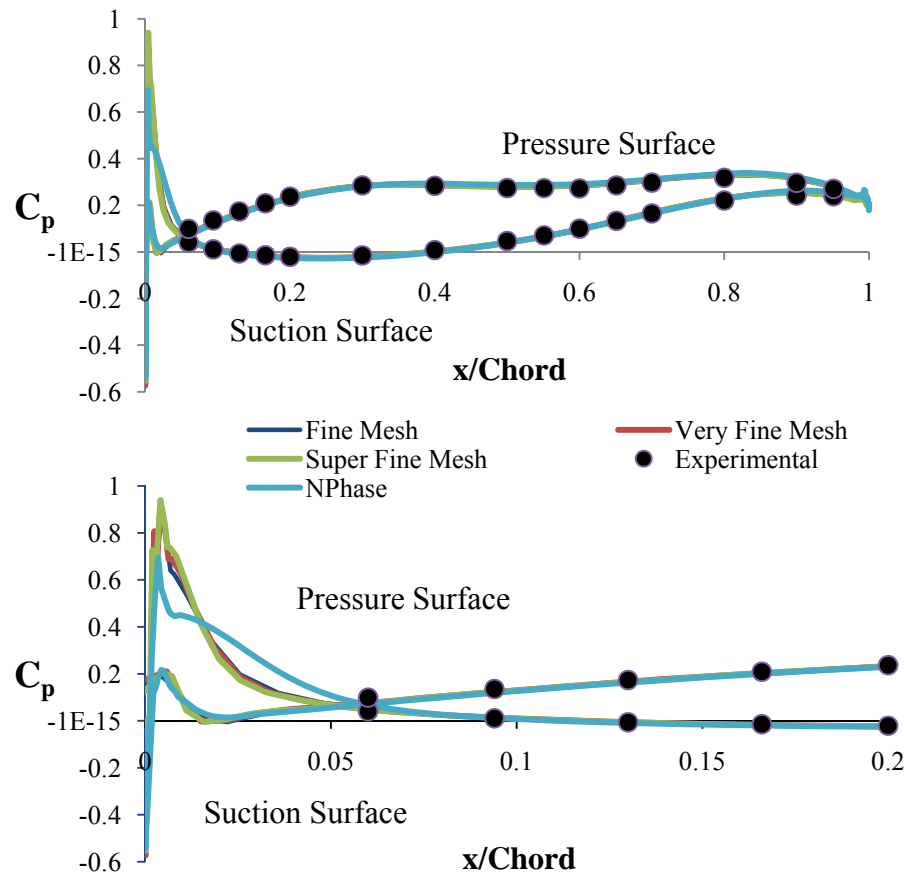 1
0.8
0.6
0.4
0.2
-1E-15
-0.2
-0.4
-0.6
Cp
Pressure Surface
0 0.2 0.4 0.6 0.8 1
Suction Surface
x/Chord
Fine Mesh
Very Fine Mesh
Super Fine Mesh
Experimental
NPhase
1
0.8
0.6
0.4
0.2
-1E-15
-0.2
-0.4
-0.6
Cp
Pressure Surface
0 0.05 0.1 0.15 0.2
Suction Surface
x/Chord